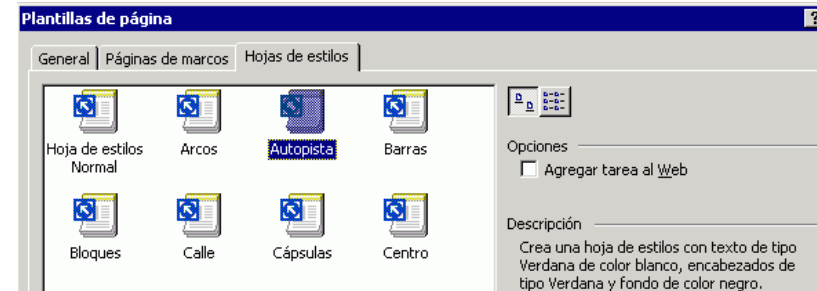 Plantillas de página
?
General Páginas de marcos Hojas de estilos
Hoja de estilos
Normal
Arcos
Autopista
Barras
Bloques
Calle
Cápsulas
Centro
Opciones
Agregar tarea al Web
Descripción
Crea una hoja de estilos con texto de tipo
Verdana de color blanco, encabezados de
tipo Verdana y fondo de color negro.